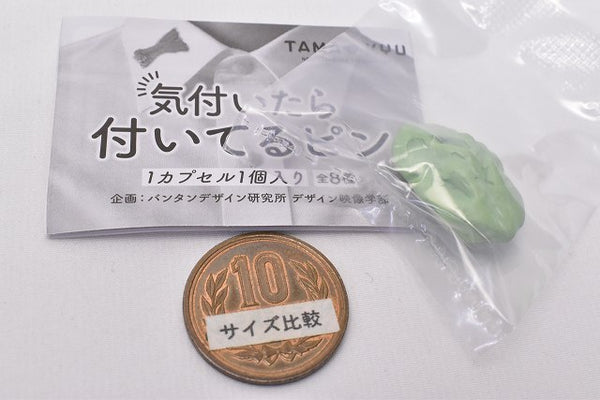 気付いたら
付いてるピン
1カプセル1個入り 全8種
企画:バンタンデザイン研究所 デザイン映像学部
10
サイズ比較